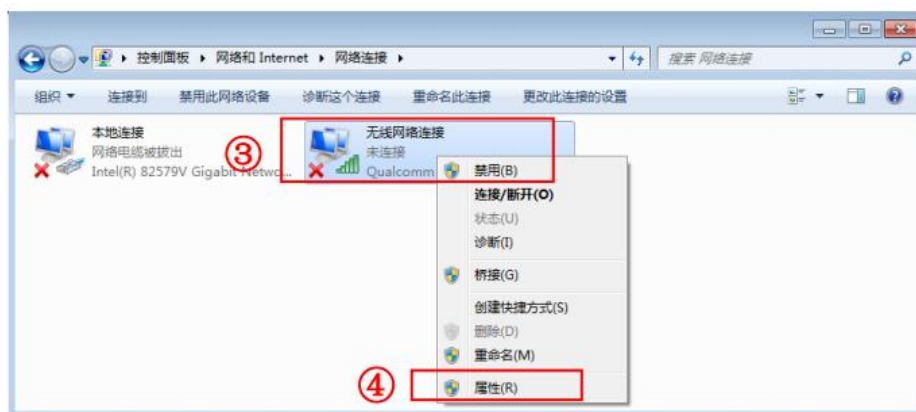 控制面板 ▸ 网络和 Internet ▸ 网络连接 ▸
搜索 网络连接
组织 ▾ 连接到 禁用此网络设备 诊断这个连接 重命名此连接 更改此连接的设置
本地连接
网络电缆被拔出
Intel(R) 82579V Gigabit Netwo...
③
无线网络连接
未连接
Qualcomm
禁用(B)
连接/断开(O)
状态(U)
诊断(I)
桥接(G)
创建快捷方式(S)
删除(D)
重命名(M)
④
属性(R)